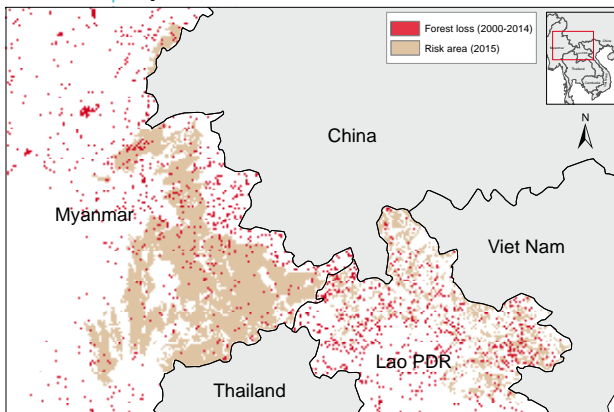 Forest loss (2000-2014)
Risk area (2015)
N
China
Myanmar
Viet Nam
Lao PDR
Thailand